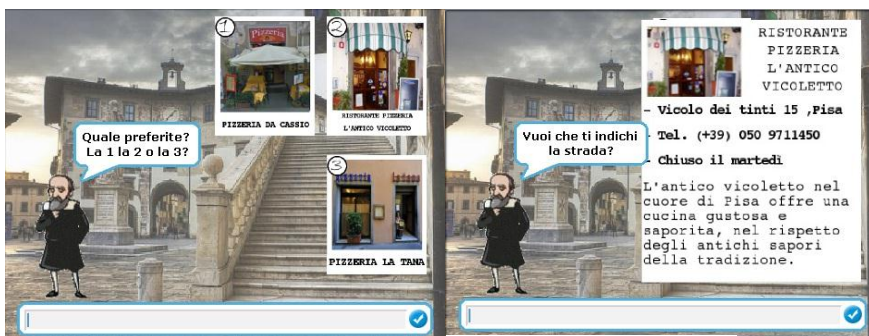 1
Pizzeria
PIZZERIA DA CASSIO
2
RISTORANTE PIZZERIA
L'ANTICO VICOLETTO
Quale preferite?
La 1 la 2 o la 3?
3
PIZZERIA LA TANA
RISTORANTE
PIZZERIA
L'ANTICO
VICOLETTO
- Vicolo dei tinti 15 ,Pisa
- Tel. (+39) 050 9711450
- Chiuso il martedì
Vuoi che ti indichi
la strada?
L'antico vicoletto nel
cuore di Pisa offre una
cucina gustosa e
saporita, nel rispetto
degli antichi sapori
della tradizione.